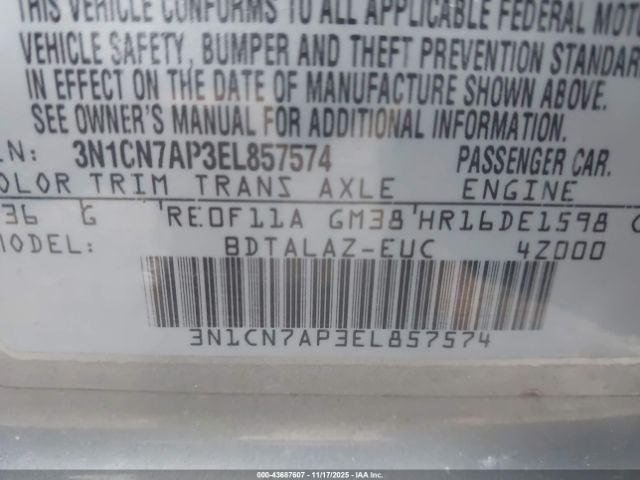 THIS VEHICLE CONFORMS TO ALL APPLICABLE FEDERAL MOTO
VEHICLE SAFETY, BUMPER AND THEFT PREVENTION STANDAR
IN EFFECT ON THE DATE OF MANUFACTURE SHOWN ABOVE.
SEE OWNER'S MANUAL FOR ADDITIONAL INFORMATION.
.N: 3N1CN7AP3EL857574 PASSENGER CAR.
OLOR TRIM TRANS AXLE ENGINE
36 G RE0F11A GM38 HR16DE1598 C
MODEL: BDTALAZ-EUC 4Z000
3N1CN7AP3EL857574
000-43687607 - 11/17/2025 - IAA Inc.